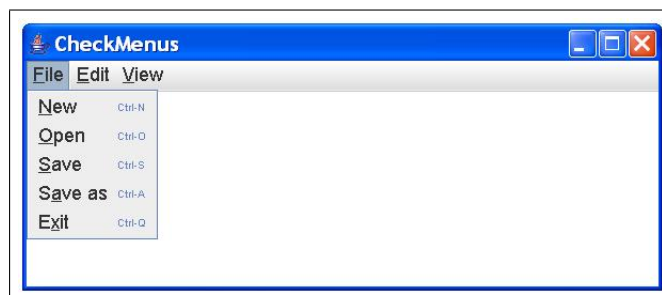 CheckMenus
File Edit View
New Ctrl-N
Open Ctrl-O
Save Ctrl-S
Save as Ctrl-A
Exit Ctrl-Q